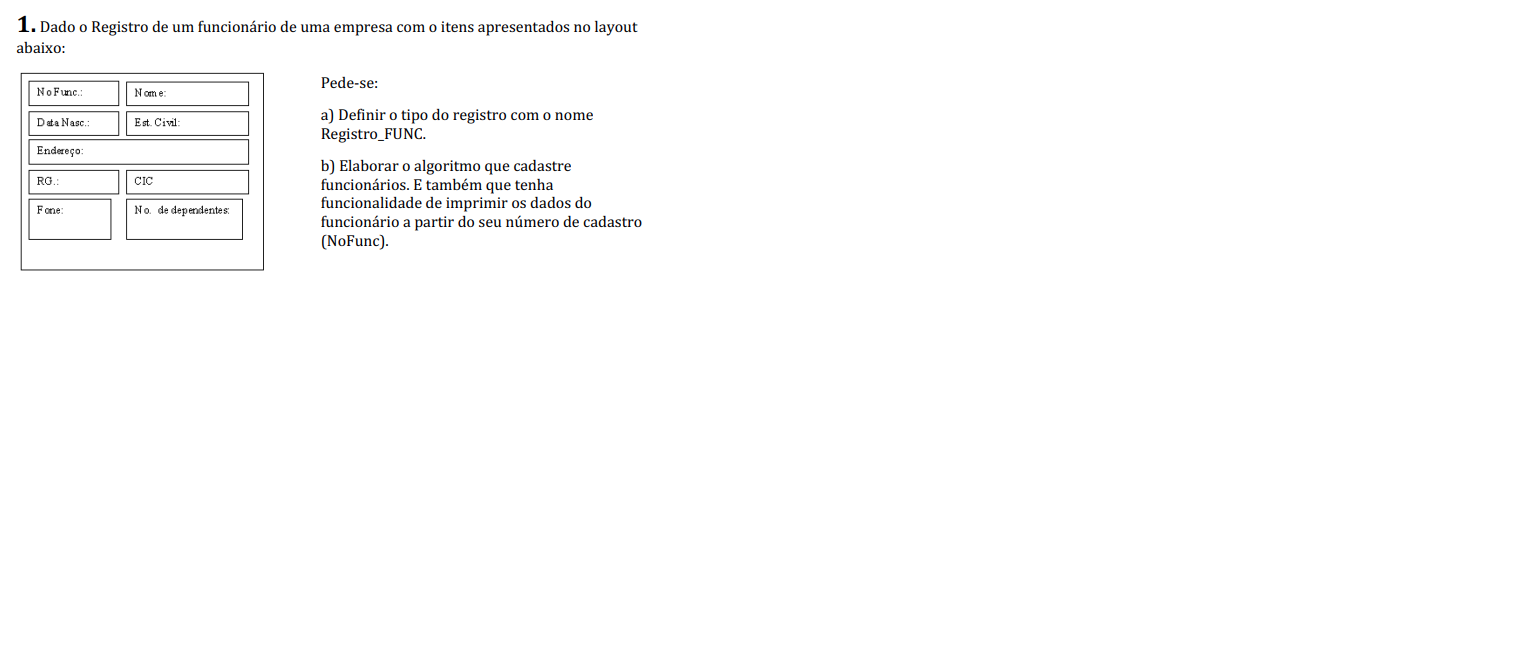 1. Dado o Registro de um funcionário de uma empresa com o itens apresentados no layout
abaixo:
NoFunc.:
Nome:
Data Nasc.:
Est. Civil:
Endereço:
RG.:
CIC
Fone:
No. de dependentes:
Pede-se:
a) Definir o tipo do registro com o nome
Registro_FUNC.
b) Elaborar o algoritmo que cadastre
funcionários. E também que tenha
funcionalidade de imprimir os dados do
funcionário a partir do seu número de cadastro
(NoFunc).